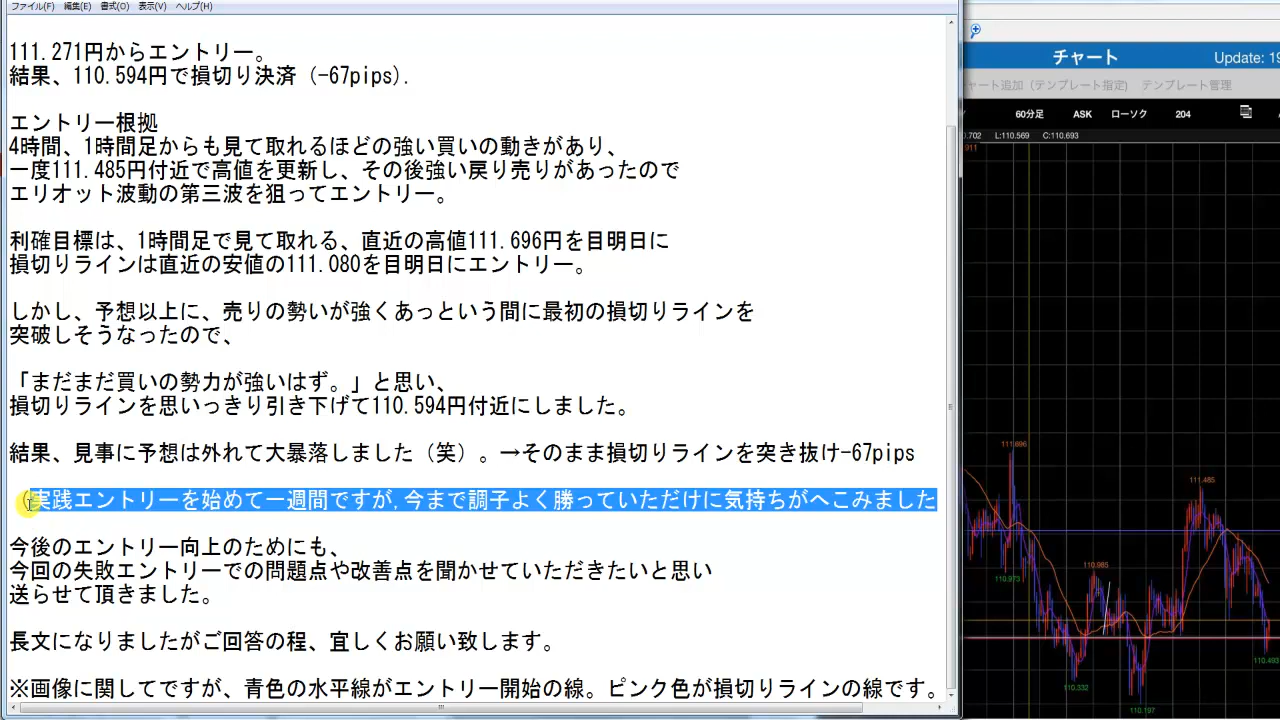 ファイル(F) 編集(E) 書式(O) 表示(V) ヘルプ(H)
111.271円からエントリー。
結果、110.594円で損切り決済（-67pips).
エントリー根拠
4時間、1時間足からも見て取れるほどの強い買いの動きがあり、
一度111.485円付近で高値を更新し、その後強い戻り売りがあったので
エリオット波動の第三波を狙ってエントリー。
利確目標は、1時間足で見て取れる、直近の高値111.696円を目明日に
損切りラインは直近の安値の111.080を目明日にエントリー。
しかし、予想以上に、売りの勢いが強くあっという間に最初の損切りラインを
突破しそうなったので、
「まだまだ買いの勢力が強いはず。」と思い、
損切りラインを思いっきり引き下げて110.594円付近にしました。
結果、見事に予想は外れて大暴落しました（笑）。→そのまま損切りラインを突き抜け-67pips
（実践エントリーを始めて一週間ですが,今まで調子よく勝っていただけに気持ちがへこみました
今後のエントリー向上のためにも、
今回の失敗エントリーでの問題点や改善点を聞かせていただきたいと思い
送らせて頂きました。
長文になりましたがご回答の程、宜しくお願い致します。
※画像に関してですが、青色の水平線がエントリー開始の線。ピンク色が損切りラインの線です。
チャート Update: 19
ャート追加（テンプレート指定） テンプレート管理
60分足 ASK ローソク 204
0.702 L:110.569 C:110.693
911
111.696
111.485
110.985
110.973
110.332
110.197
110.493